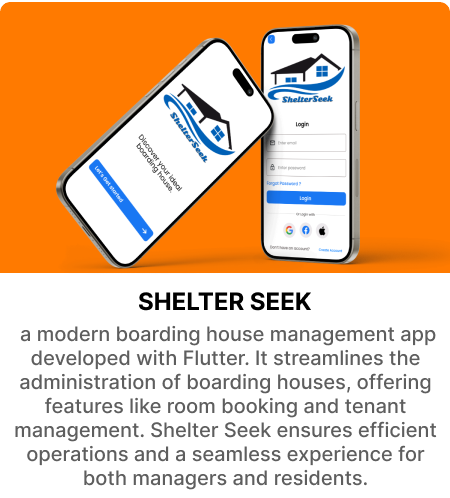 ShelterSeek
Discover your ideal
boarding house.
Let's Get started
ShelterSeek
Login
Enter email
Enter password
Forgot Password ?
Login
Or Login with
Don't have an account?
Create account
SHELTER SEEK
a modern boarding house management app
developed with Flutter. It streamlines the
administration of boarding houses, offering
features like room booking and tenant
management. Shelter Seek ensures efficient
operations and a seamless experience for
both managers and residents.